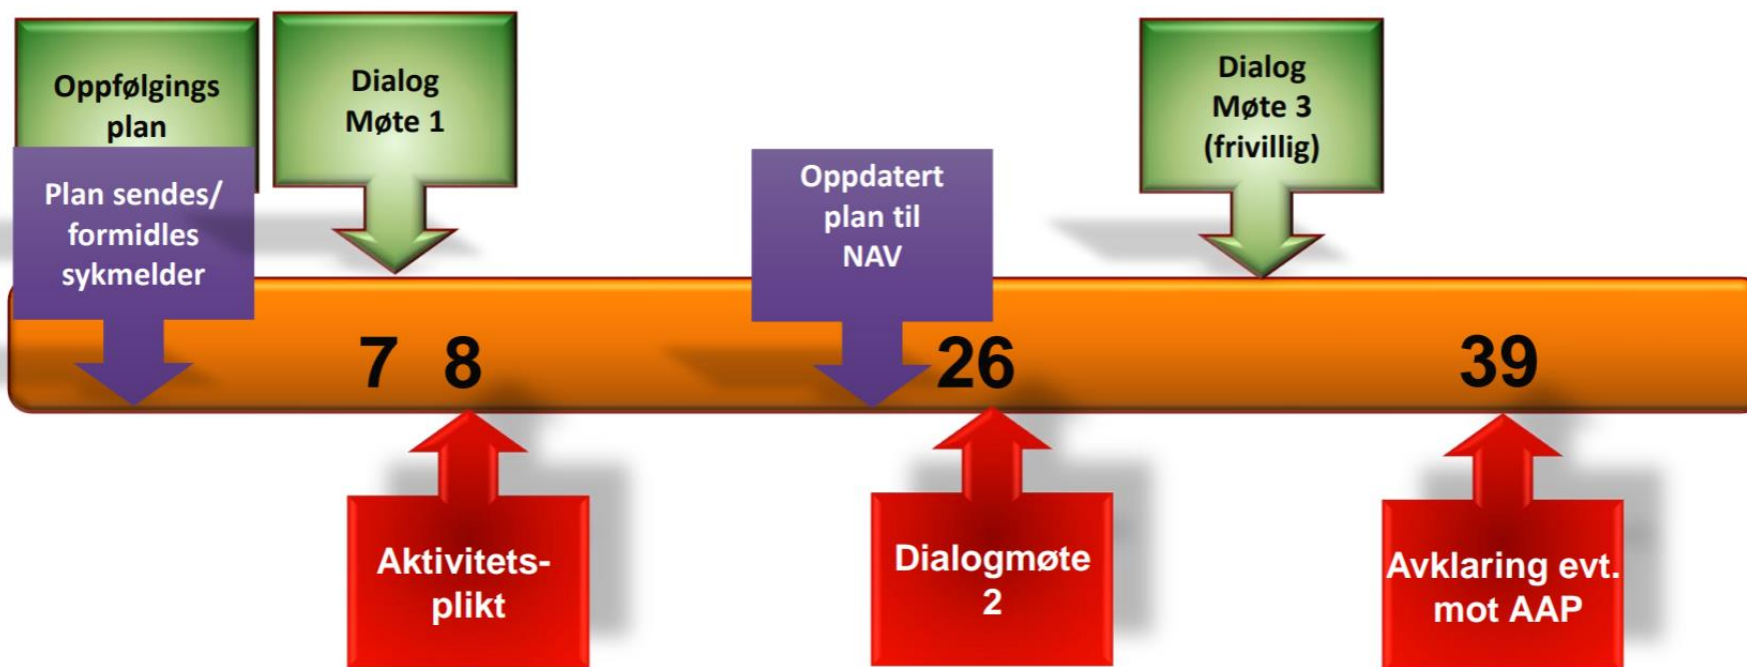 Oppfølgings
plan
Plan sendes/
formidles
sykmelder
Dialog
Møte 1
Oppdatert
plan til
NAV
Dialog
Møte 3
(frivillig)
7 8 26 39
Aktivitets-
plikt
Dialogmøte
2
Avklaring evt.
mot AAP